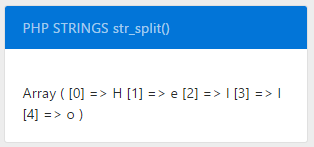 PHP STRINGS str_split()
Array ( [0] => H [1] => e [2] => l [3] => l
[4] => o )